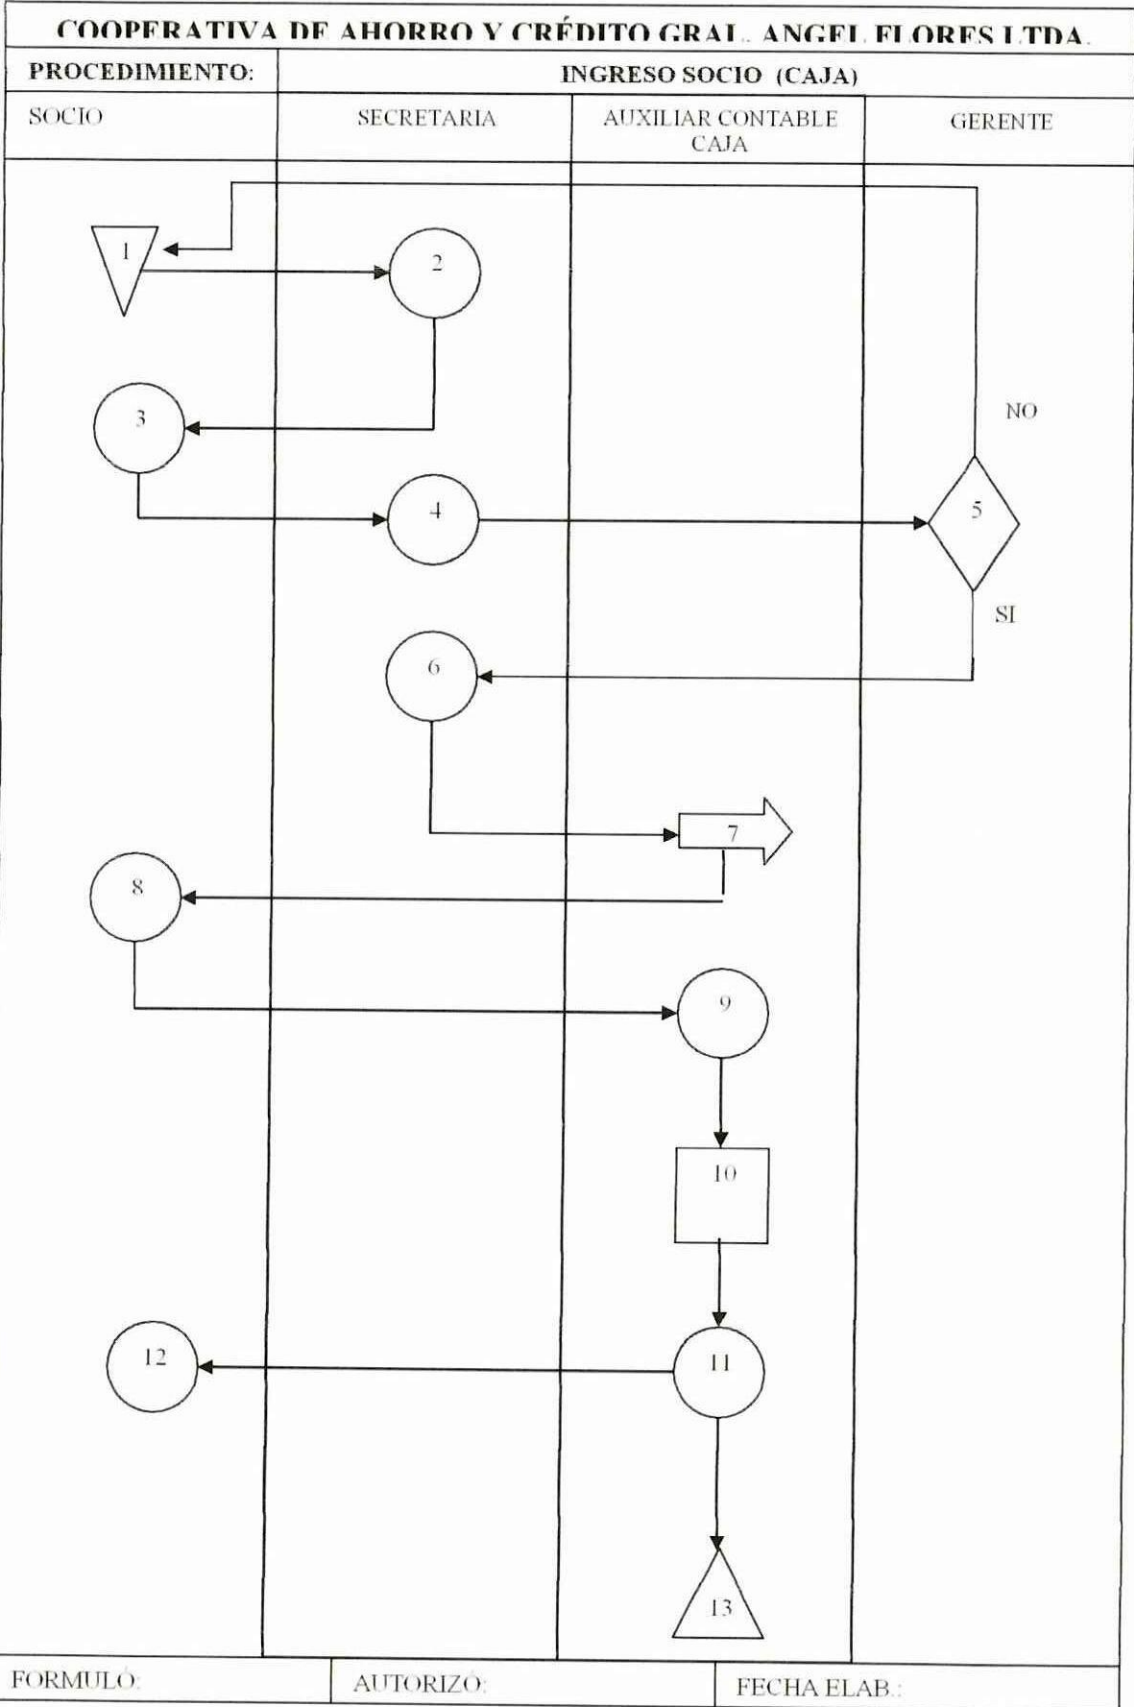 COOPERATIVA DE AHORRO Y CRÉDITO GRAL. ANGEL FLORES LTDA.
PROCEDIMIENTO: INGRESO SOCIO (CAJA)
SOCIO SECRETARIA AUXILIAR CONTABLE GERENTE
CAJA
1
2
3
NO
4
5
SI
6
7
8
9
10
11
12
13
FORMULÓ: AUTORIZÓ: FECHA ELAB.: